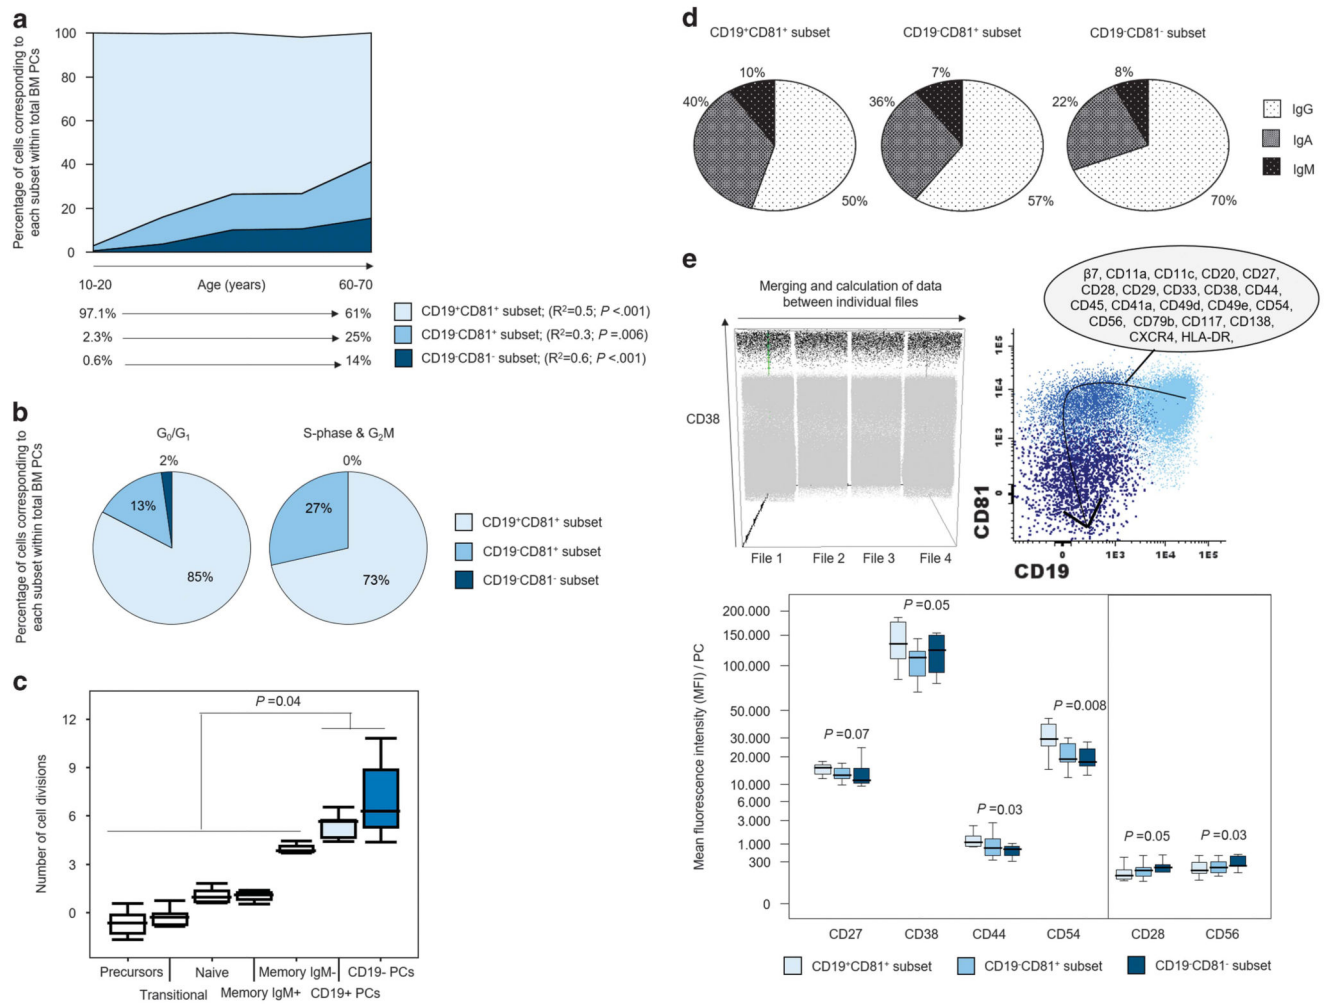 a
Percentage of cells corresponding to
each subset within total BM PCs
100
80
60
40
20
0
10-20
Age (years)
60-70
97.1%
61%
CD19⁺CD81⁺ subset; (R²=0.5; P <.001)
2.3%
25%
CD19⁻CD81⁺ subset; (R²=0.3; P =.006)
0.6%
14%
CD19⁻CD81⁻ subset; (R²=0.6; P <.001)
b
Percentage of cells corresponding to
each subset within total BM PCs
G₀/G₁
S-phase & G₂M
2%
0%
13%
27%
85%
73%
CD19⁺CD81⁺ subset
CD19⁻CD81⁺ subset
CD19⁻CD81⁻ subset
c
Number of cell divisions
P =0.04
12
9
6
3
0
Precursors
Naive
Memory IgM-
CD19- PCs
Transitional
Memory IgM+
CD19+ PCs
d
CD19⁺CD81⁺ subset
CD19⁻CD81⁺ subset
CD19⁻CD81⁻ subset
10%
7%
8%
40%
36%
22%
50%
57%
70%
IgG
IgA
IgM
e
Merging and calculation of data
between individual files
CD38
File 1
File 2
File 3
File 4
β7, CD11a, CD11c, CD20, CD27,
CD28, CD29, CD33, CD38, CD44,
CD45, CD41a, CD49d, CD49e, CD54,
CD56, CD79b, CD117, CD138,
CXCR4, HLA-DR,
CD81
1E5
1E4
1E3
0
0
1E3
1E4
1E5
CD19
Mean fluorescence intensity (MFI) / PC
200.000
150.000
100.000
50.000
30.000
20.000
10.000
6.000
3.000
1.000
300
0
P =0.05
P =0.008
P =0.07
P =0.03
P =0.05
P =0.03
CD27
CD38
CD44
CD54
CD28
CD56
CD19⁺CD81⁺ subset
CD19⁻CD81⁺ subset
CD19⁻CD81⁻ subset